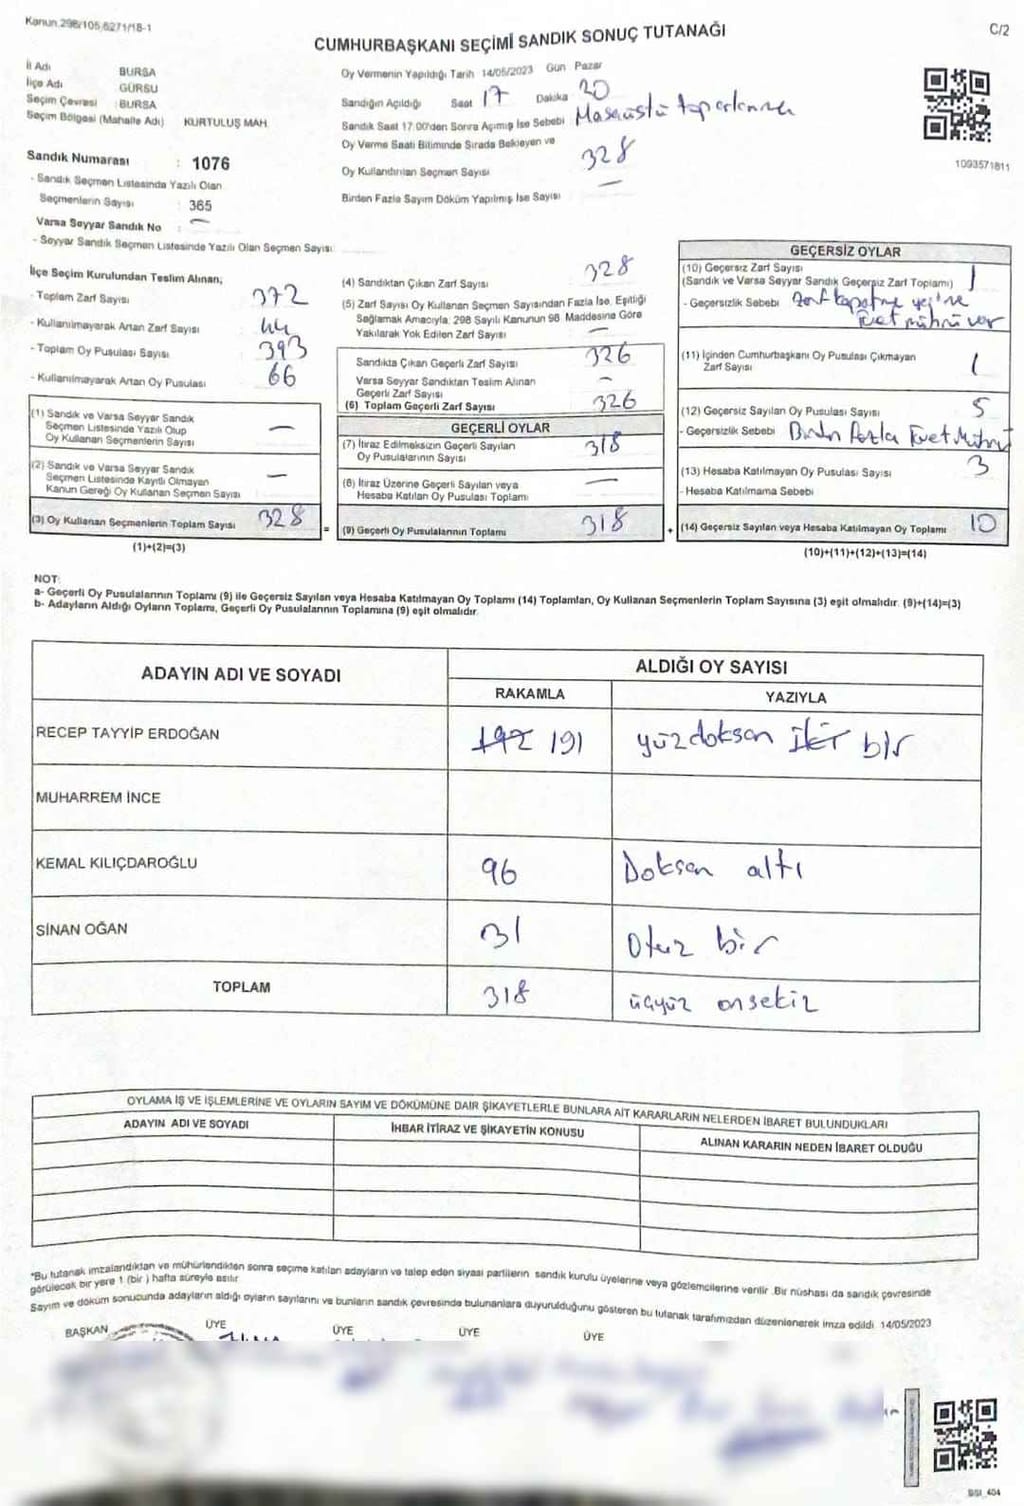 Kanun.298/105,6271/18-1
C/2
CUMHURBAŞKANI SEÇİMİ SANDIK SONUÇ TUTANAĞI
İl Adı BURSA
İlçe Adı GÜRSU
Seçim Çevresi : BURSA
Seçim Bölgesi (Mahalle Adı) KURTULUŞ MAH.
Sandık Numarası : 1076
- Sandık Seçmen Listesinde Yazılı Olan
Seçmenlerin Sayısı : 365
Varsa Seyyar Sandık No : —
- Seyyar Sandık Seçmen Listesinde Yazılı Olan Seçmen Sayısı:
Oy Vermenin Yapıldığı Tarih 14/05/2023 Gün Pazar
Sandığın Açıldığı Saat 17 Dakika 20
Sandık Saat 17:00'den Sonra Açımış İse Sebebi : Masaüstü toparlanma
Oy Verme Saati Bitiminde Sırada Bekleyen ve
Oy Kullandırılan Seçmen Sayısı 328
Birden Fazla Sayım Döküm Yapılmış İse Sayısı —
1093571811
İlçe Seçim Kurulundan Teslim Alınan;
- Toplam Zarf Sayısı 372
- Kullanılmayarak Artan Zarf Sayısı 44
- Toplam Oy Pusulası Sayısı 393
- Kullanılmayarak Artan Oy Pusulası 66
(1) Sandık ve Varsa Seyyar Sandık
Seçmen Listesinde Yazılı Olup
Oy Kullanan Seçmenlerin Sayısı —
(2) Sandık ve Varsa Seyyar Sandık
Seçmen Listesinde Kayıtlı Olmayan
Kanun Gereği Oy Kullanan Seçmen Sayısı —
(3) Oy Kullanan Seçmenlerin Toplam Sayısı 328
(1)+(2)=(3)
(4) Sandıktan Çıkan Zarf Sayısı 328
(5) Zarf Sayısı Oy Kullanan Seçmen Sayısından Fazla İse, Eşitliği
Sağlamak Amacıyla; 298 Sayılı Kanunun 98 Maddesine Göre
Yakılarak Yok Edilen Zarf Sayısı —
Sandıkta Çıkan Geçerli Zarf Sayısı 326
Varsa Seyyar Sandıktan Teslim Alınan
Geçerli Zarf Sayısı —
(6) Toplam Geçerli Zarf Sayısı 326
GEÇERLİ OYLAR
(7) İtiraz Edilmeksizin Geçerli Sayılan
Oy Pusulalarının Sayısı 318
(8) İtiraz Üzerine Geçerli Sayılan veya
Hesaba Katılan Oy Pusulası Toplamı —
= (9) Geçerli Oy Pusulalarının Toplamı 318
GEÇERSİZ OYLAR
(10) Geçersiz Zarf Sayısı
(Sandık ve Varsa Seyyar Sandık Geçersiz Zarf Toplamı) 1
- Geçersizlik Sebebi : Zarf kapatma yerine
Evet mührü var
(11) İçinden Cumhurbaşkanı Oy Pusulası Çıkmayan
Zarf Sayısı 1
(12) Geçersiz Sayılan Oy Pusulası Sayısı 5
- Geçersizlik Sebebi : Birden Fazla Evet Mührü
(13) Hesaba Katılmayan Oy Pusulası Sayısı 3
- Hesaba Katılmama Sebebi
+ (14) Geçersiz Sayılan veya Hesaba Katılmayan Oy Toplamı 10
(10)+(11)+(12)+(13)=(14)
NOT:
a- Geçerli Oy Pusulalarının Toplamı (9) ile Geçersiz Sayılan veya Hesaba Katılmayan Oy Toplamı (14) Toplamları, Oy Kullanan Seçmenlerin Toplam Sayısına (3) eşit olmalıdır. (9)+(14)=(3)
b- Adayların Aldığı Oyların Toplamı, Geçerli Oy Pusulalarının Toplamına (9) eşit olmalıdır.
ADAYIN ADI VE SOYADI ALDIĞI OY SAYISI
RAKAMLA YAZIYLA
RECEP TAYYİP ERDOĞAN 192 191 yüzdoksan iki bir
MUHARREM İNCE
KEMAL KILIÇDAROĞLU 96 Doksan altı
SİNAN OĞAN 31 Otuz bir
TOPLAM 318 üçyüz onsekiz
OYLAMA İŞ VE İŞLEMLERİNE VE OYLARIN SAYIM VE DÖKÜMÜNE DAİR ŞİKAYETLERLE BUNLARA AİT KARARLARIN NELERDEN İBARET BULUNDUKLARI
ADAYIN ADI VE SOYADI İHBAR İTİRAZ VE ŞİKAYETİN KONUSU ALINAN KARARIN NEDEN İBARET OLDUĞU
*Bu tutanak imzalandıktan ve mühürlendikten sonra seçime katılan adayların ve talep eden siyasi partilerin sandık kurulu üyelerine veya gözlemcilerine verilir .Bir nüshası da sandık çevresinde
görülecek bir yere 1 (bir ) hafta süreyle asılır
Sayım ve döküm sonucunda adayların aldığı oyların sayılarını ve bunların sandık çevresinde bulunanlara duyurulduğunu gösteren bu tutanak tarafımızdan düzenlenerek imza edildi. 14/05/2023
BAŞKAN ÜYE ÜYE ÜYE ÜYE
SSI_404